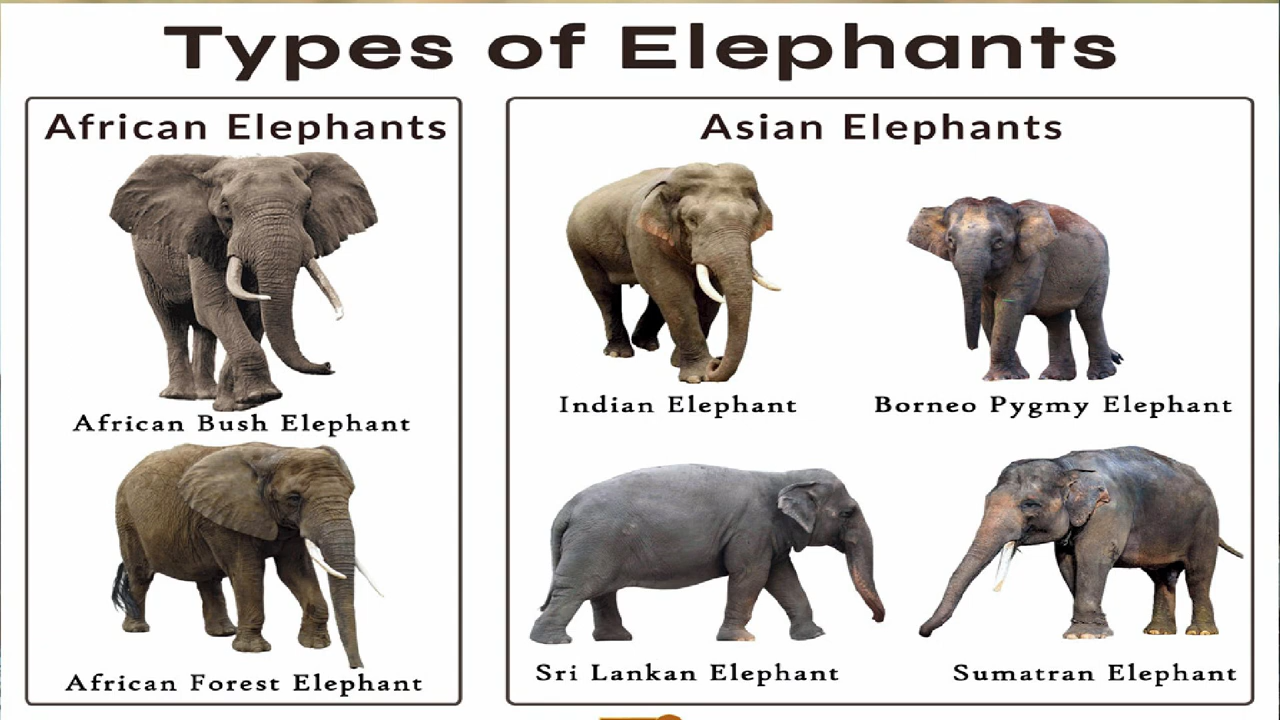 Types of Elephants
African Elephants
African Bush Elephant
African Forest Elephant
Asian Elephants
Indian Elephant
Borneo Pygmy Elephant
Sri Lankan Elephant
Sumatran Elephant